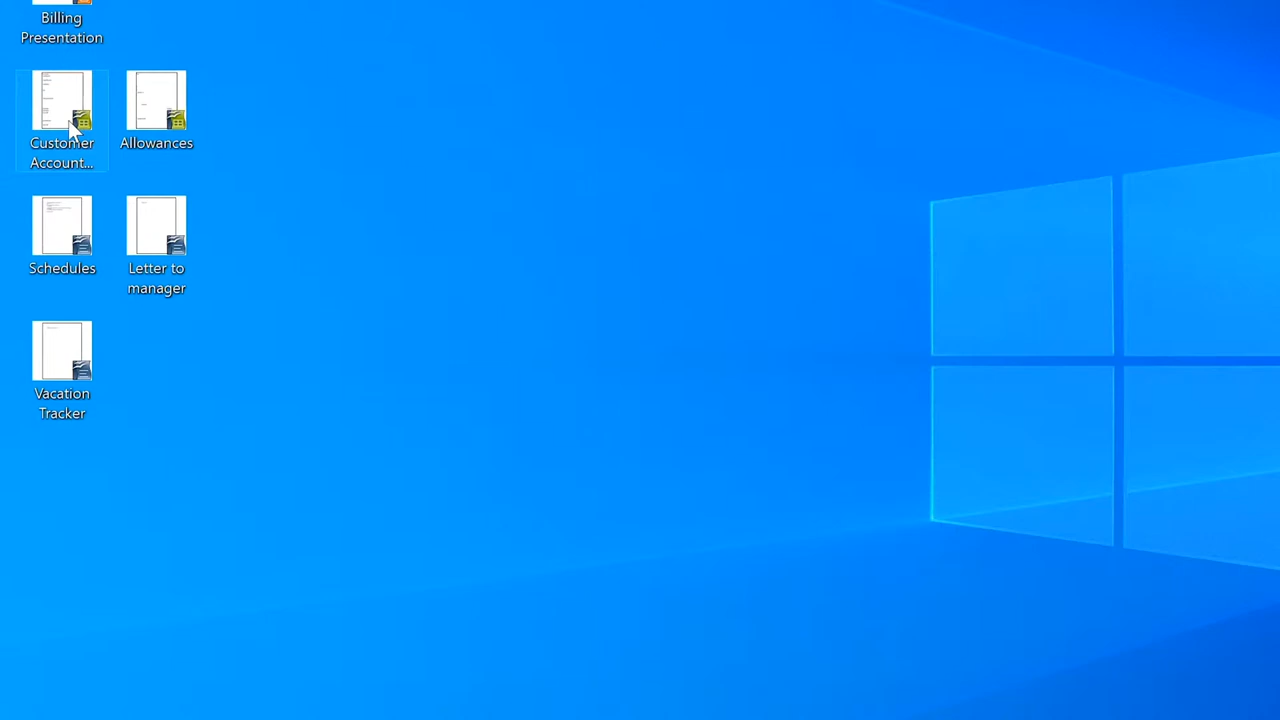 Billing
Presentation
Customer
Account...
Allowances
Schedules
Letter to
manager
Vacation
Tracker